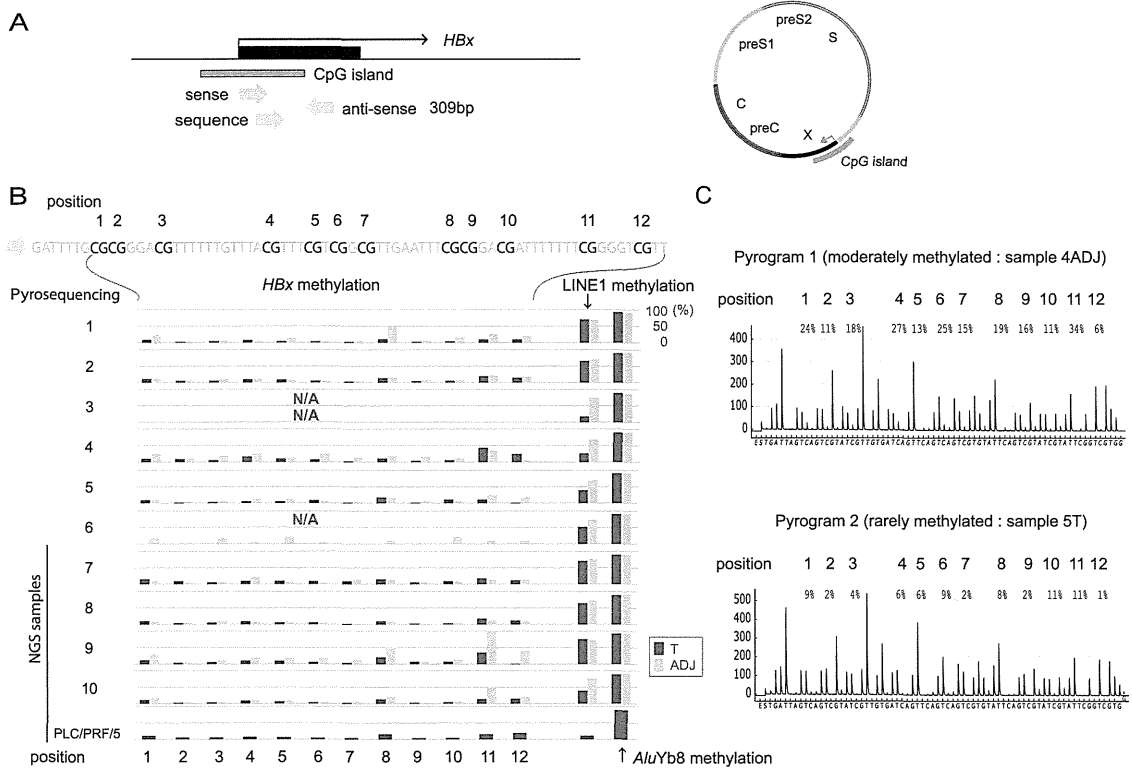 A
HBx
CpG island
sense
anti-sense 309bp
sequence
preS2
preS1
S
C
preC
X
CpG island
B
position
1 2 3 4 5 6 7 8 9 10 11 12
HBx methylation
LINE1 methylation
Pyrosequencing
100 (%)
50
0
1
2
3
N/A
N/A
4
5
6
N/A
7
8
9
10
NGS samples
PLC/PRF/5
T
ADJ
position 1 2 3 4 5 6 7 8 9 10 11 12
AluYb8 methylation
C
Pyrogram 1 (moderately methylated : sample 4ADJ)
position 1 2 3 4 5 6 7 8 9 10 11 12
24% 11% 18% 27% 13% 25% 15% 19% 16% 11% 34% 6%
400
300
200
100
0
Pyrogram 2 (rarely methylated : sample 5T)
position 1 2 3 4 5 6 7 8 9 10 11 12
9% 2% 4% 6% 6% 9% 2% 8% 2% 11% 11% 1%
500
400
300
200
100
0